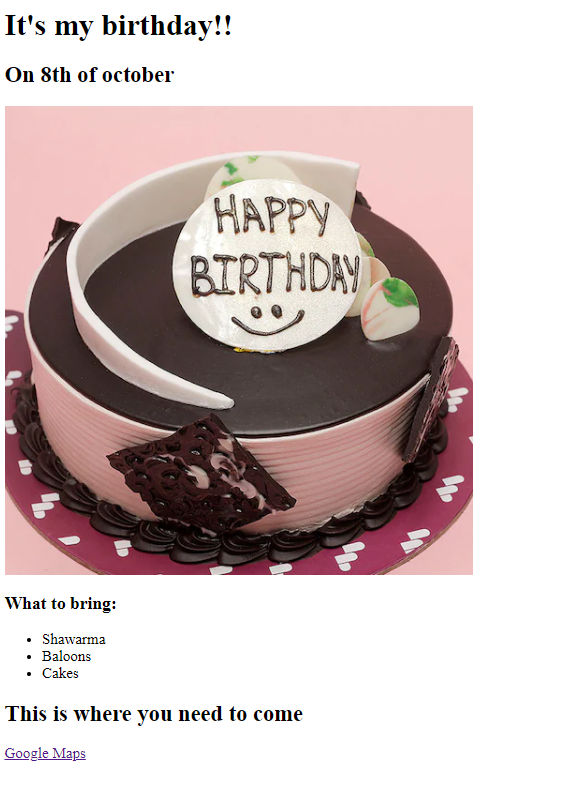 It's my birthday!!
On 8th of october
HAPPY
BIRTHDAY
What to bring:
Shawarma
Baloons
Cakes
This is where you need to come
Google Maps